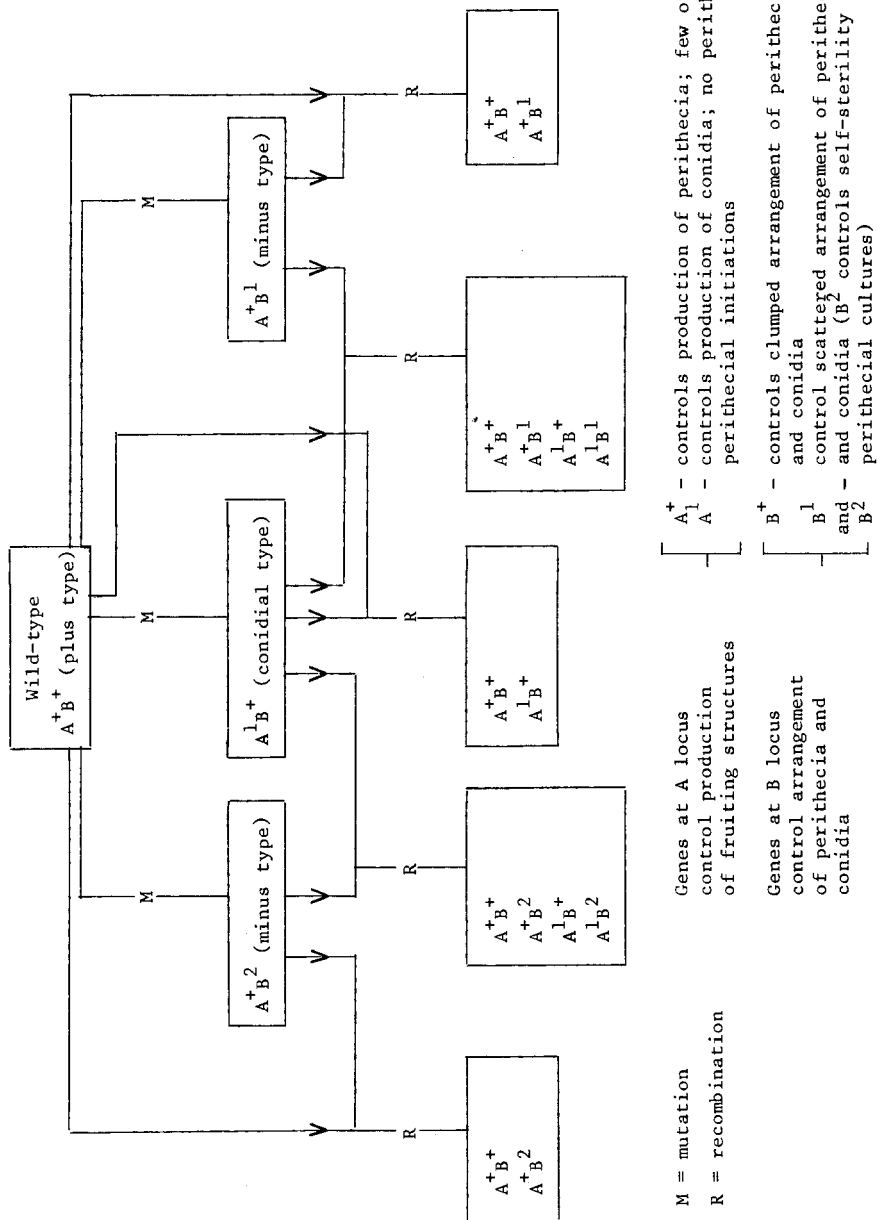 Wild-type
A⁺B⁺ (plus type)
M
M
M
A⁺B² (minus type)
A¹B⁺ (conidial type)
A⁺B¹ (minus type)
R
R
R
R
R
A⁺B⁺
A⁺B²
A⁺B⁺
A⁺B²
A¹B⁺
A¹B²
A⁺B⁺
A¹B⁺
A⁺B⁺
A⁺B¹
A¹B⁺
A¹B¹
A⁺B⁺
A⁺B¹
M = mutation
R = recombination
Genes at A locus
control production
of fruiting structures
A⁺ - controls production of perithecia; few o
A¹ - controls production of conidia; no perith
perithecial initiations
Genes at B locus
control arrangement
of perithecia and
conidia
B⁺ - controls clumped arrangement of perithec
and conidia
B¹ control scattered arrangement of perithe
and - and conidia (B² controls self-sterility
B² perithecial cultures)